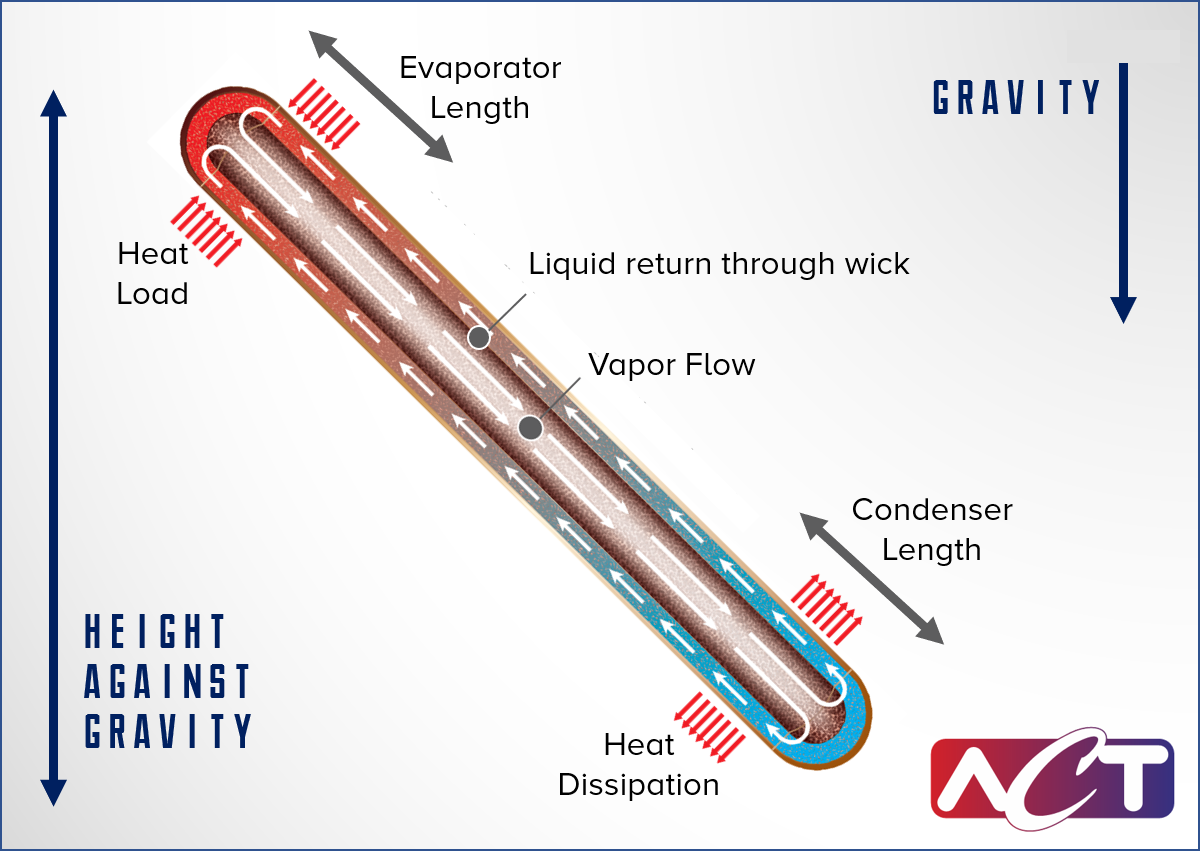 Evaporator
Length
GRAVITY
Heat
Load
Liquid return through wick
Vapor Flow
Condenser
Length
HEIGHT
AGAINST
GRAVITY
Heat
Dissipation
ACT